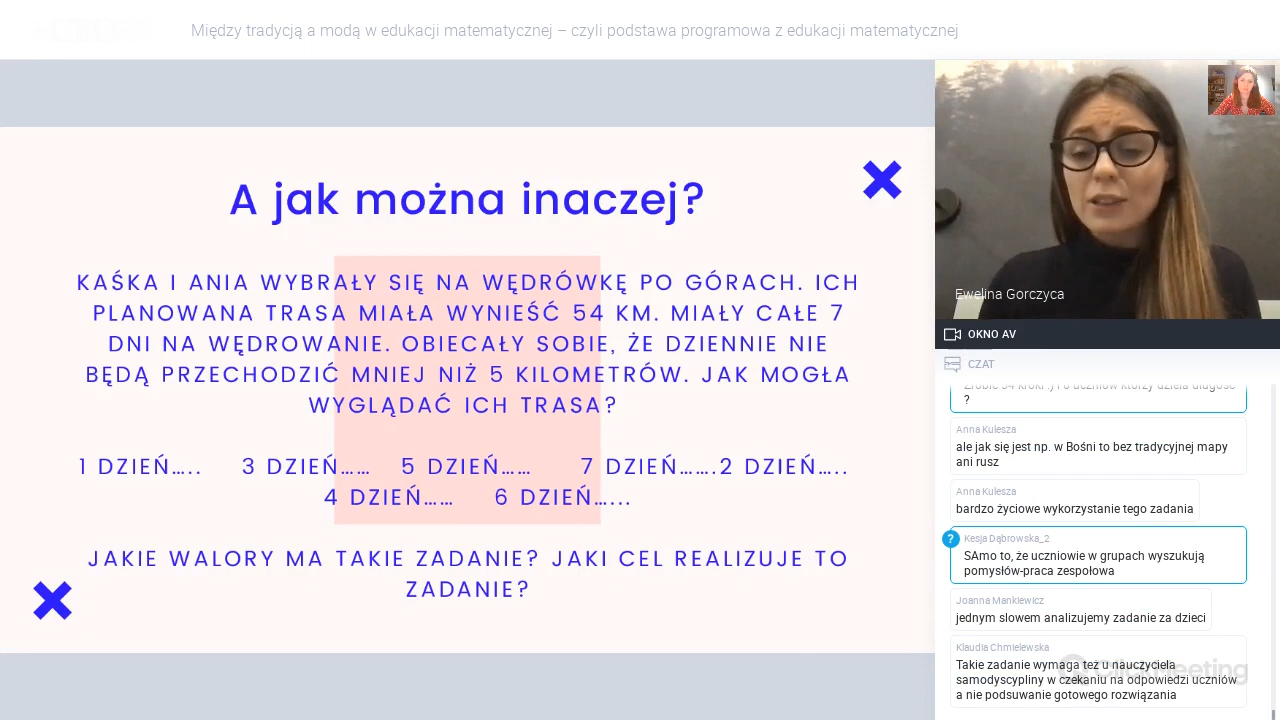 Między tradycją a modą w edukacji matematycznej – czyli podstawa programowa z edukacji matematycznej
A jak można inaczej?
KAŚKA I ANIA WYBRAŁY SIĘ NA WĘDRÓWKĘ PO GÓRACH. ICH
PLANOWANA TRASA MIAŁA WYNIEŚĆ 54 KM. MIAŁY CAŁE 7
DNI NA WĘDROWANIE. OBIECAŁY SOBIE, ŻE DZIENNIE NIE
BĘDĄ PRZECHODZIĆ MNIEJ NIŻ 5 KILOMETRÓW. JAK MOGŁA
WYGLĄDAĆ ICH TRASA?
1 DZIEŃ..... 3 DZIEŃ...... 5 DZIEŃ...... 7 DZIEŃ.......2 DZIEŃ.....
4 DZIEŃ...... 6 DZIEŃ......
JAKIE WALORY MA TAKIE ZADANIE? JAKI CEL REALIZUJE TO
ZADANIE?
Ewelina Gorczyca
OKNO AV
CZAT
?
Anna Kulesza
ale jak się jest np. w Bośni to bez tradycyjnej mapy
ani rusz
Anna Kulesza
bardzo życiowe wykorzystanie tego zadania
?
Kesja Dąbrowska_2
SAmo to, że uczniowie w grupach wyszukują
pomysłów-praca zespołowa
Joanna Mankiewicz
jednym slowem analizujemy zadanie za dzieci
Klaudia Chmielewska
Takie zadanie wymaga też u nauczyciela
samodyscypliny w czekaniu na odpowiedzi uczniów
a nie podsuwanie gotowego rozwiązania
ClickMeeting